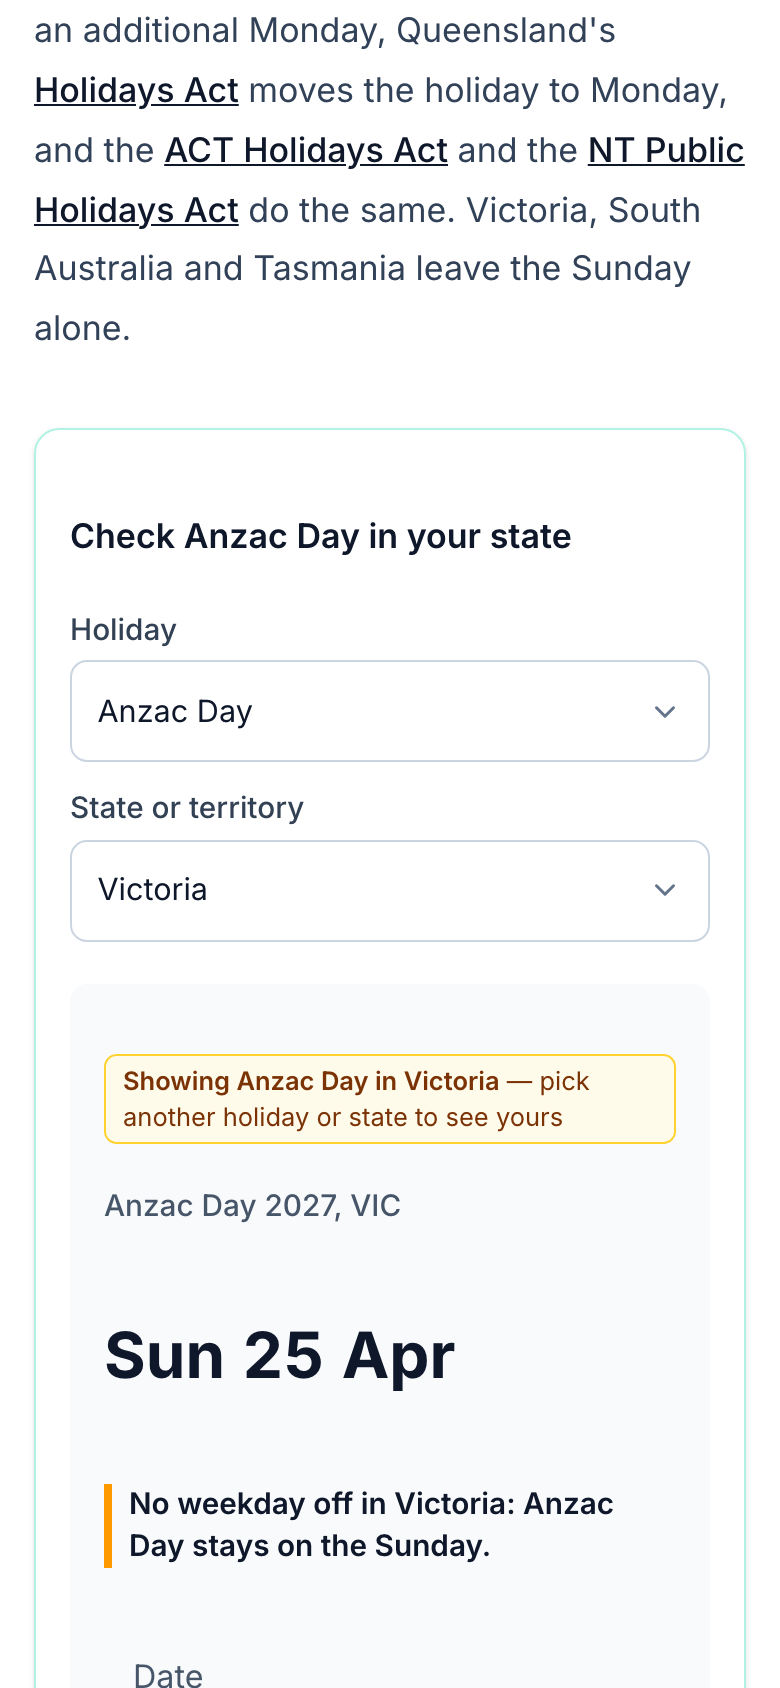 an additional Monday, Queensland's
Holidays Act moves the holiday to Monday,
and the ACT Holidays Act and the NT Public
Holidays Act do the same. Victoria, South
Australia and Tasmania leave the Sunday
alone.
Check Anzac Day in your state
Holiday
Anzac Day
State or territory
Victoria
Showing Anzac Day in Victoria — pick
another holiday or state to see yours
Anzac Day 2027, VIC
Sun 25 Apr
No weekday off in Victoria: Anzac
Day stays on the Sunday.
Date